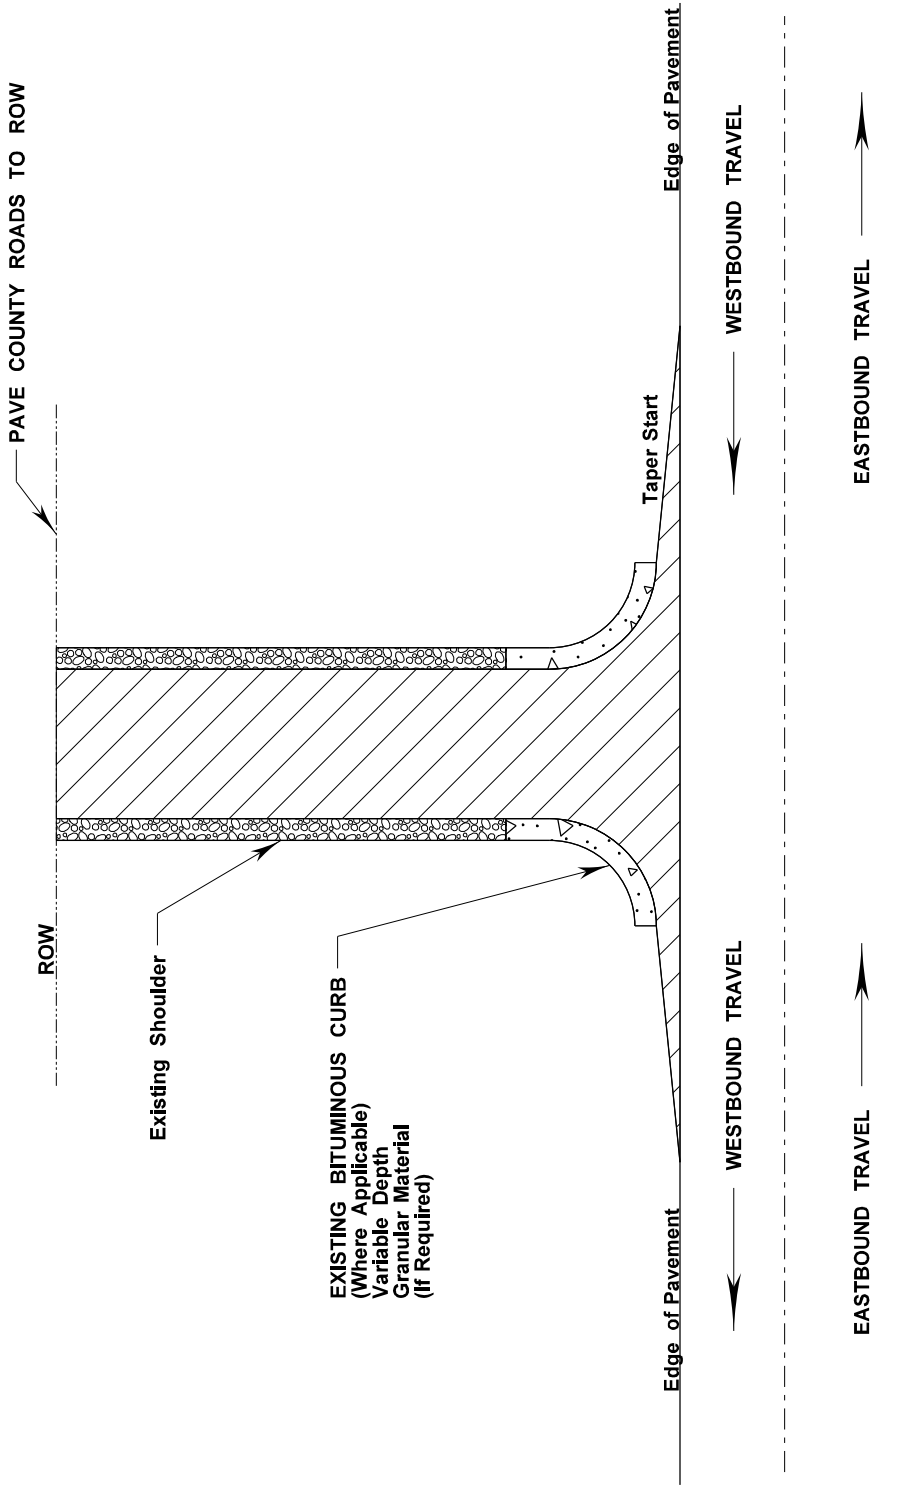 PAVE COUNTY ROADS TO ROW
ROW
Existing Shoulder
EXISTING BITUMINOUS CURB
(Where Applicable)
Variable Depth
Granular Material
(If Required)
Taper Start
Edge of Pavement
Edge of Pavement
WESTBOUND TRAVEL
WESTBOUND TRAVEL
EASTBOUND TRAVEL
EASTBOUND TRAVEL